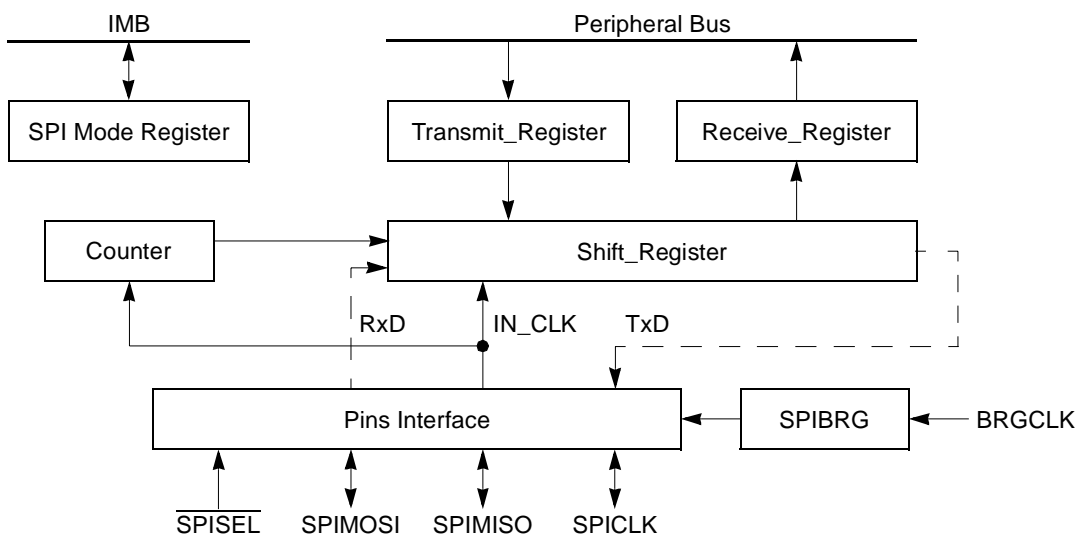 IMB
Peripheral Bus
SPI Mode Register
Transmit_Register
Receive_Register
Counter
Shift_Register
RxD
IN_CLK
TxD
Pins Interface
SPIBRG
BRGCLK
SPISEL
SPIMOSI
SPIMISO
SPICLK